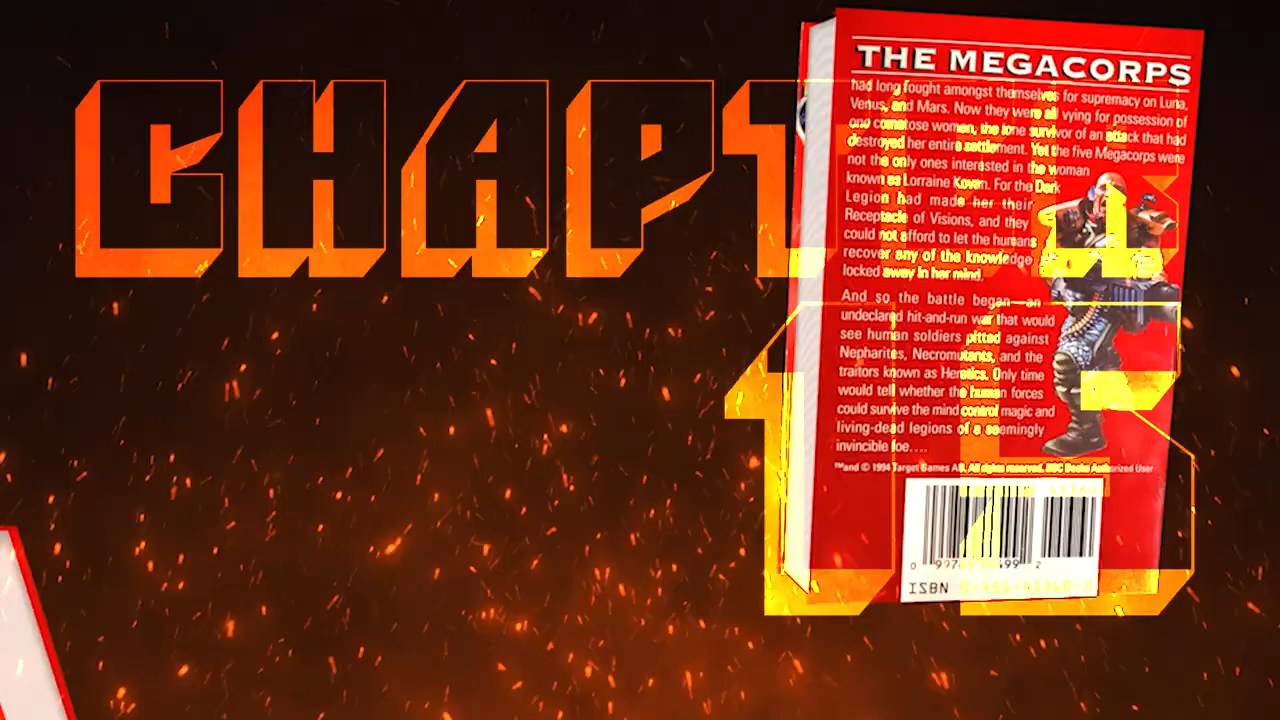 CHAPT
15
THE MEGACORPS
had long fought amongst themselves for supremacy on Luna,
Venus, and Mars. Now they were all vying for possession of
one comatose women, the lone survivor of an attack that had
destroyed her entire settlement. Yet the five Megacorps were
not the only ones interested in the woman
known as Lorraine Kovan. For the Dark
Legion had made her their
Receptacle of Visions, and they
could not afford to let the humans
recover any of the knowledge
locked away in her mind.
And so the battle began—an
undeclared hit-and-run war that would
see human soldiers pitted against
Nepharites, Necromutants, and the
traitors known as Heretics. Only time
would tell whether the human forces
could survive the mind control magic and
living-dead legions of a seemingly
invincible foe....
™and © 1994 Target Games AB. All rights reserved. BBC Books Authorized User
ISBN